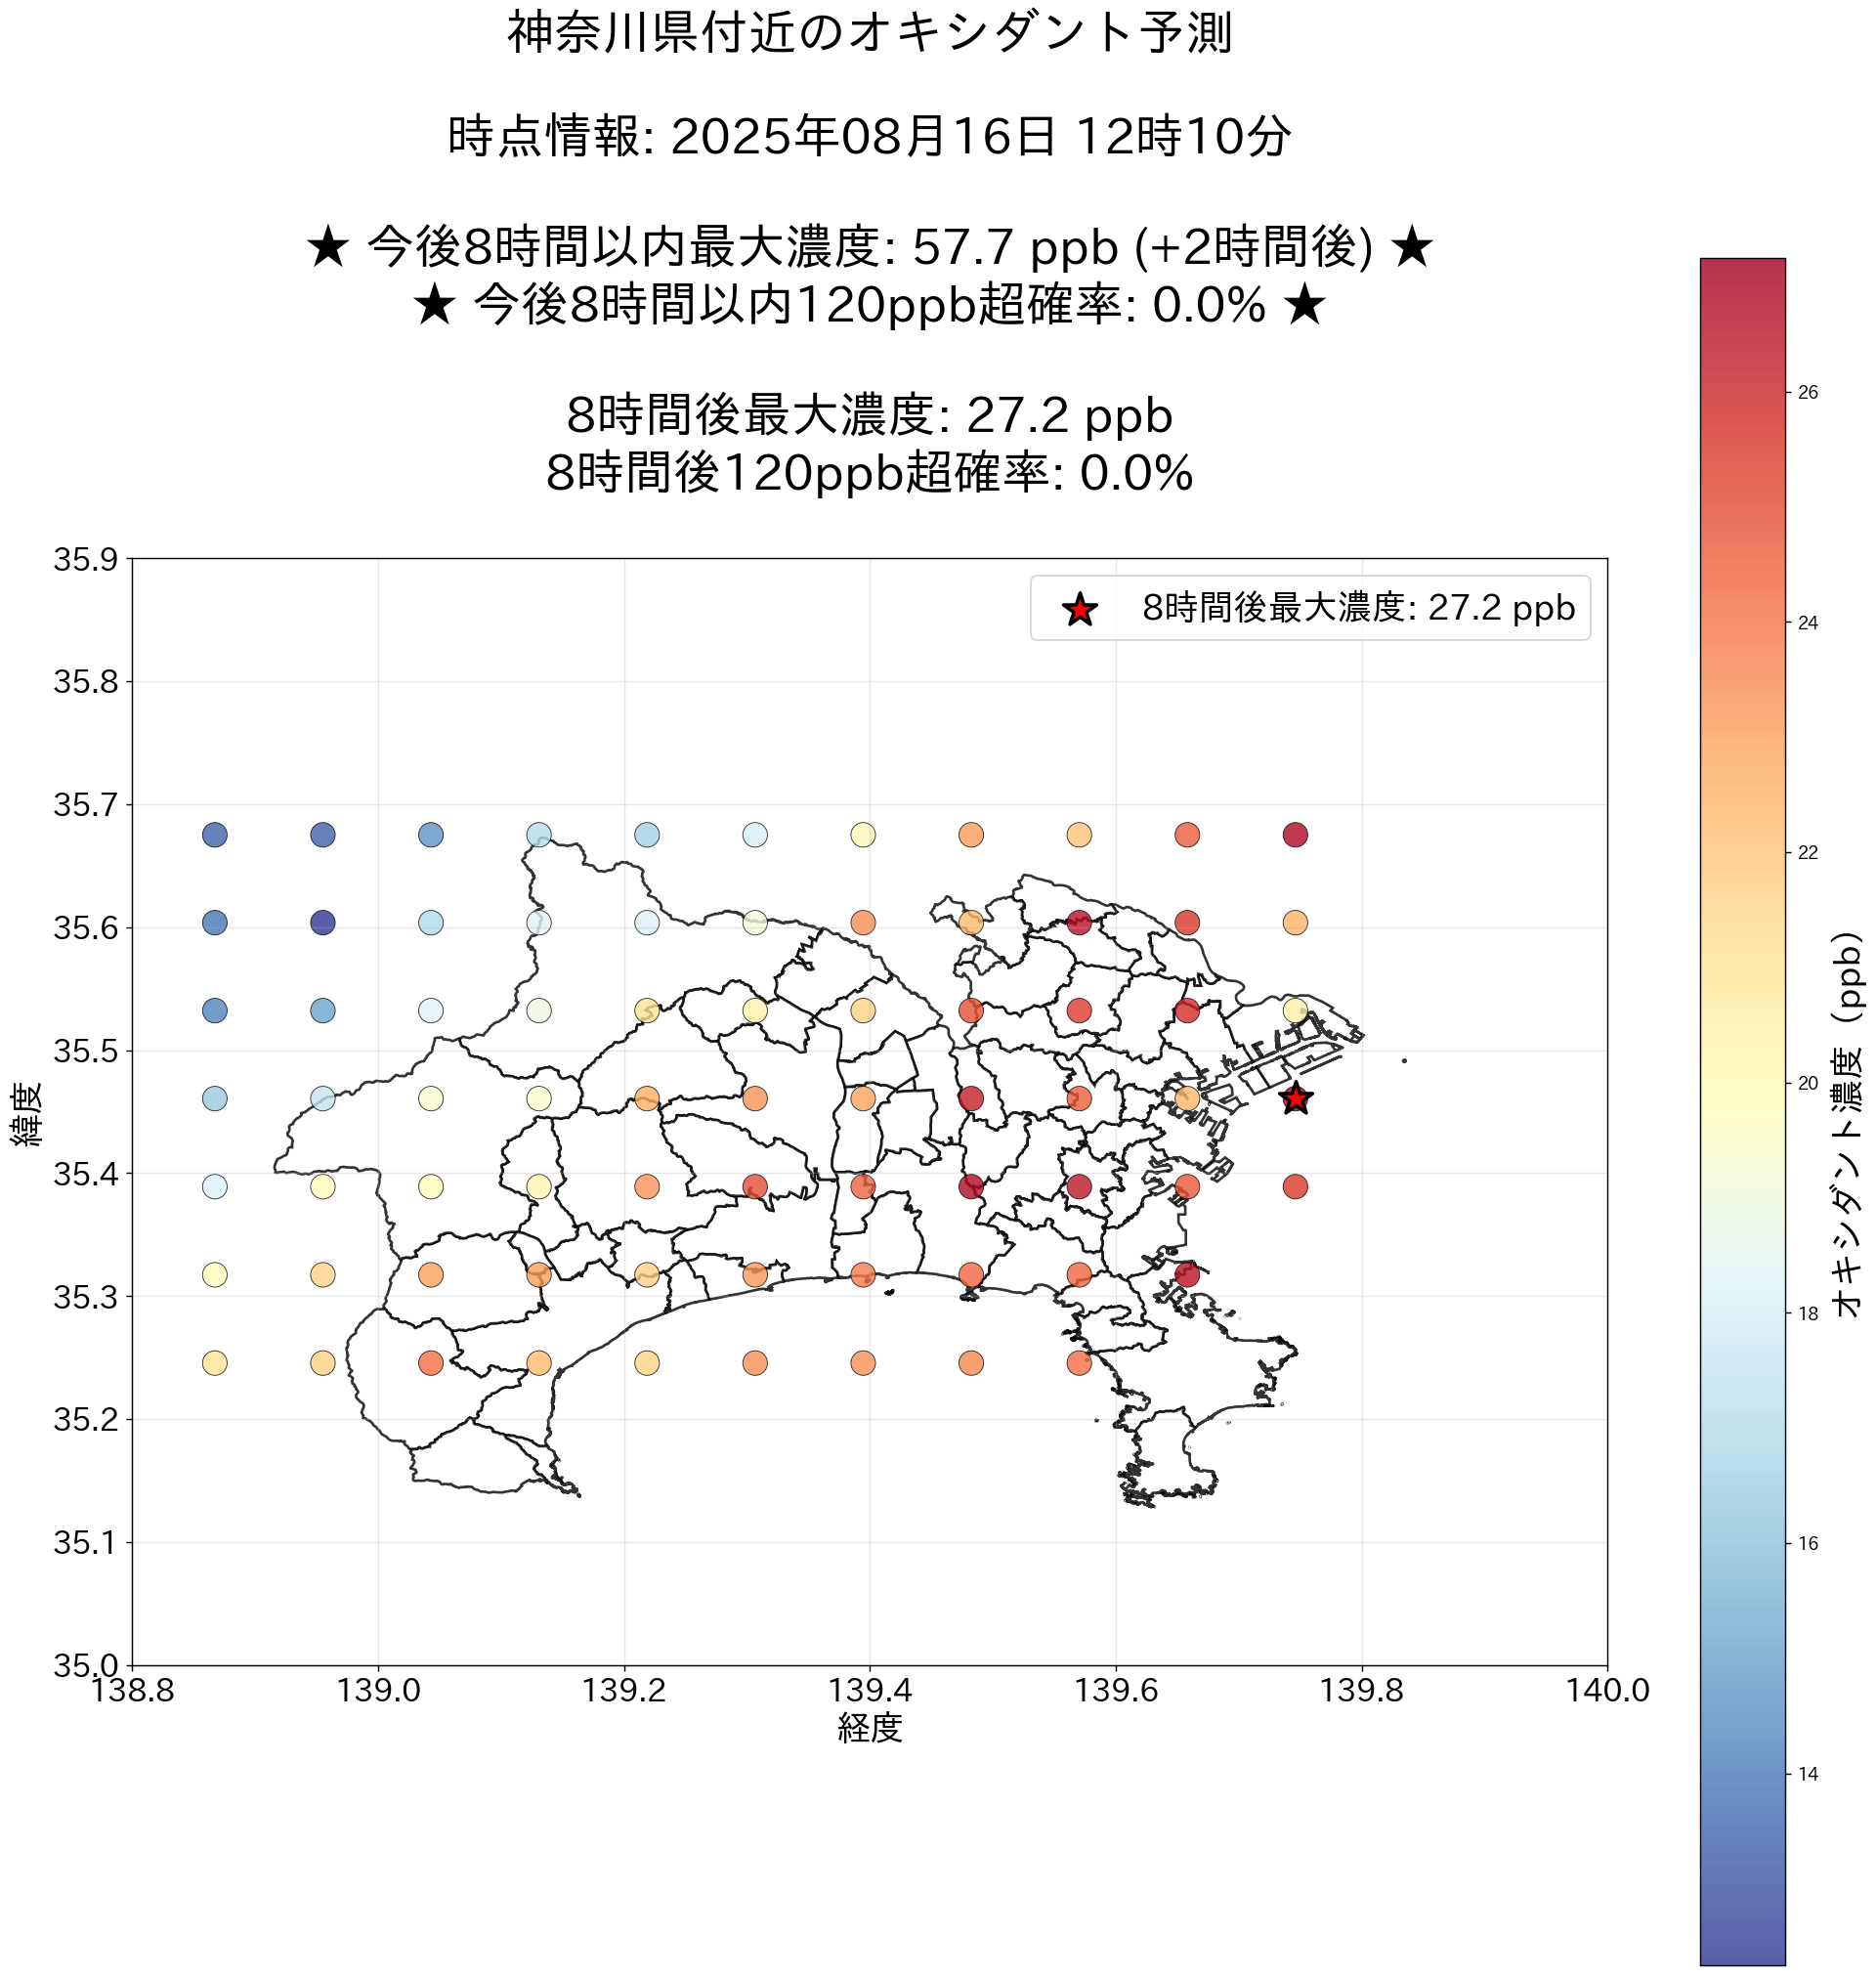 神奈川県付近のオキシダント予測
時点情報: 2025年08月16日 12時10分
★ 今後8時間以内最大濃度: 57.7 ppb (+2時間後) ★
★ 今後8時間以内120ppb超確率: 0.0% ★
8時間後最大濃度: 27.2 ppb
8時間後120ppb超確率: 0.0%
8時間後最大濃度: 27.2 ppb
35.9
35.8
35.7
35.6
35.5
35.4
35.3
35.2
35.1
35.0
緯度
138.8
139.0
139.2
139.4
139.6
139.8
140.0
経度
26
24
22
20
18
16
14
オキシダント濃度（ppb）